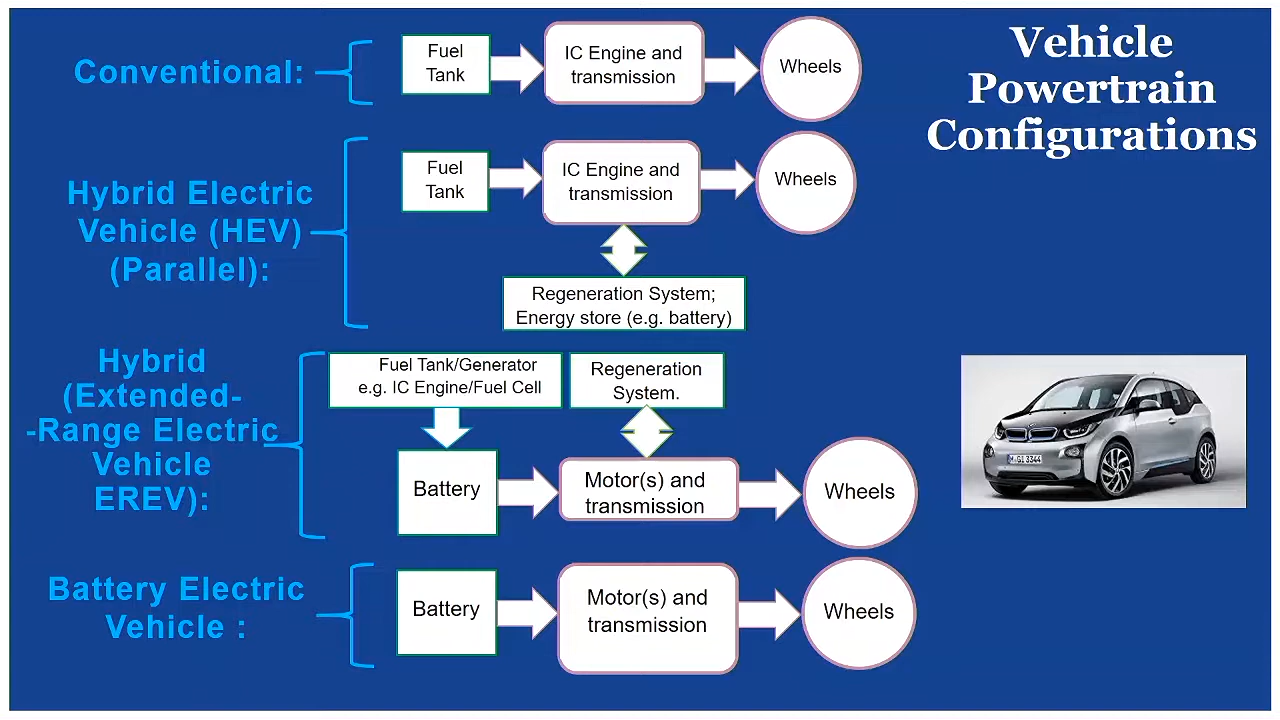 Vehicle
Powertrain
Configurations
Conventional:
Fuel
Tank
IC Engine and
transmission
Wheels
Hybrid Electric
Vehicle (HEV)
(Parallel):
Fuel
Tank
IC Engine and
transmission
Wheels
Regeneration System;
Energy store (e.g. battery)
Hybrid
(Extended-
-Range Electric
Vehicle
EREV):
Fuel Tank/Generator
e.g. IC Engine/Fuel Cell
Regeneration
System.
Battery
Motor(s) and
transmission
Wheels
Battery Electric
Vehicle :
Battery
Motor(s) and
transmission
Wheels